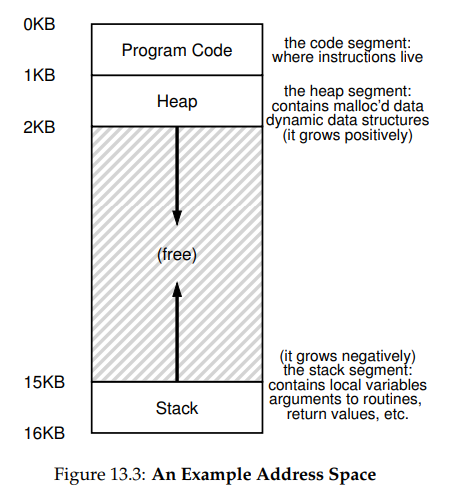 0KB
Program Code
the code segment:
where instructions live
1KB
Heap
the heap segment:
contains malloc'd data
dynamic data structures
(it grows positively)
2KB
(free)
(it grows negatively)
the stack segment:
contains local variables
arguments to routines,
return values, etc.
15KB
Stack
16KB
Figure 13.3: An Example Address Space